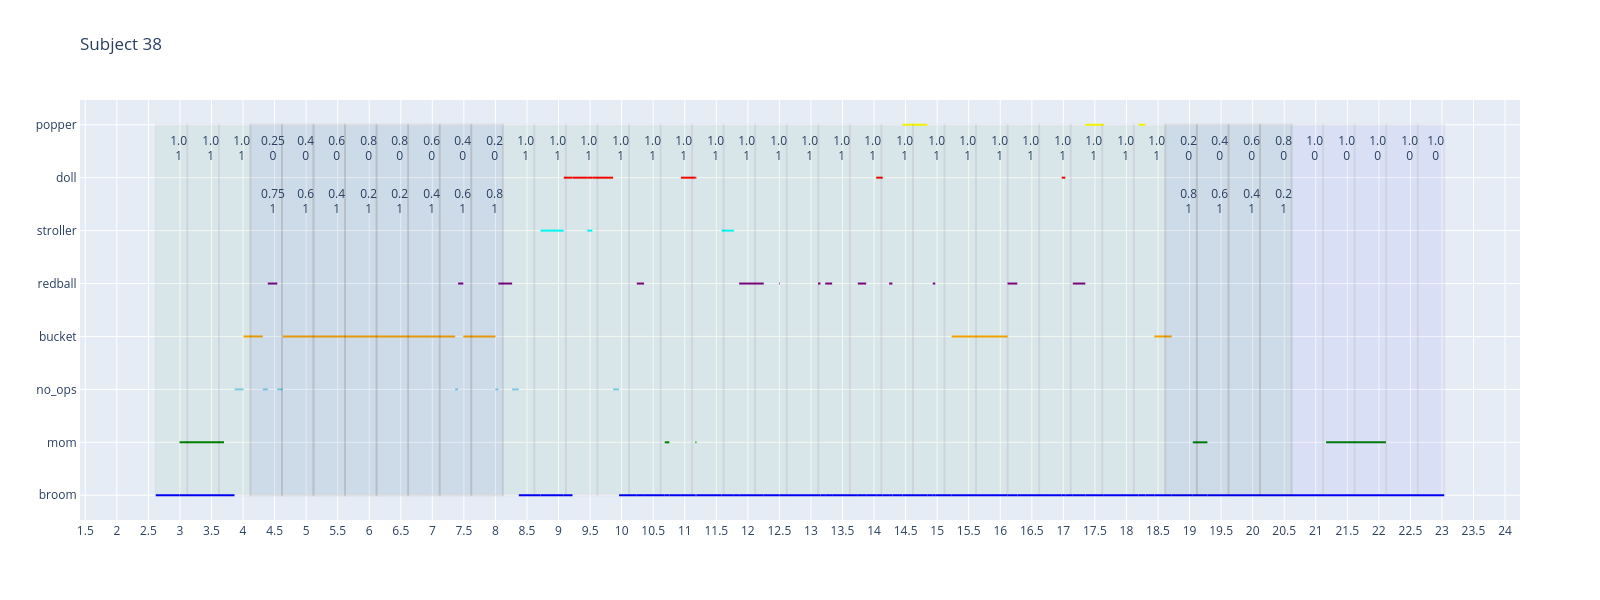 Subject 38
popper
1.0 1.0 1.0 0.25 0.4 0.6 0.8 0.8 0.6 0.4 0.2 1.0 1.0 1.0 1.0 1.0 1.0 1.0 1.0 1.0 1.0 1.0 1.0 1.0 1.0 1.0 1.0 1.0 1.0 1.0 1.0 1.0 0.2 0.4 0.6 0.8 1.0 1.0 1.0 1.0 1.0
1 1 1 0 0 0 0 0 0 0 0 1 1 1 1 1 1 1 1 1 1 1 1 1 1 1 1 1 1 1 1 1 0 0 0 0 0 0 0 0 0
doll
0.75 0.6 0.4 0.2 0.2 0.4 0.6 0.8 0.8 0.6 0.4 0.2
1 1 1 1 1 1 1 1 1 1 1 1
stroller
redball
bucket
no_ops
mom
broom
1.5 2 2.5 3 3.5 4 4.5 5 5.5 6 6.5 7 7.5 8 8.5 9 9.5 10 10.5 11 11.5 12 12.5 13 13.5 14 14.5 15 15.5 16 16.5 17 17.5 18 18.5 19 19.5 20 20.5 21 21.5 22 22.5 23 23.5 24